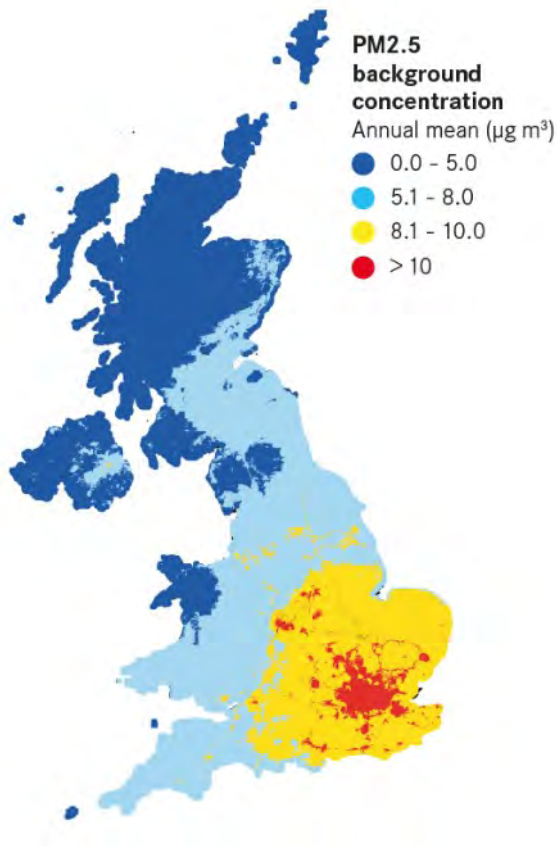 PM2.5
background
concentration
Annual mean (µg m³)
0.0 - 5.0
5.1 - 8.0
8.1 - 10.0
> 10